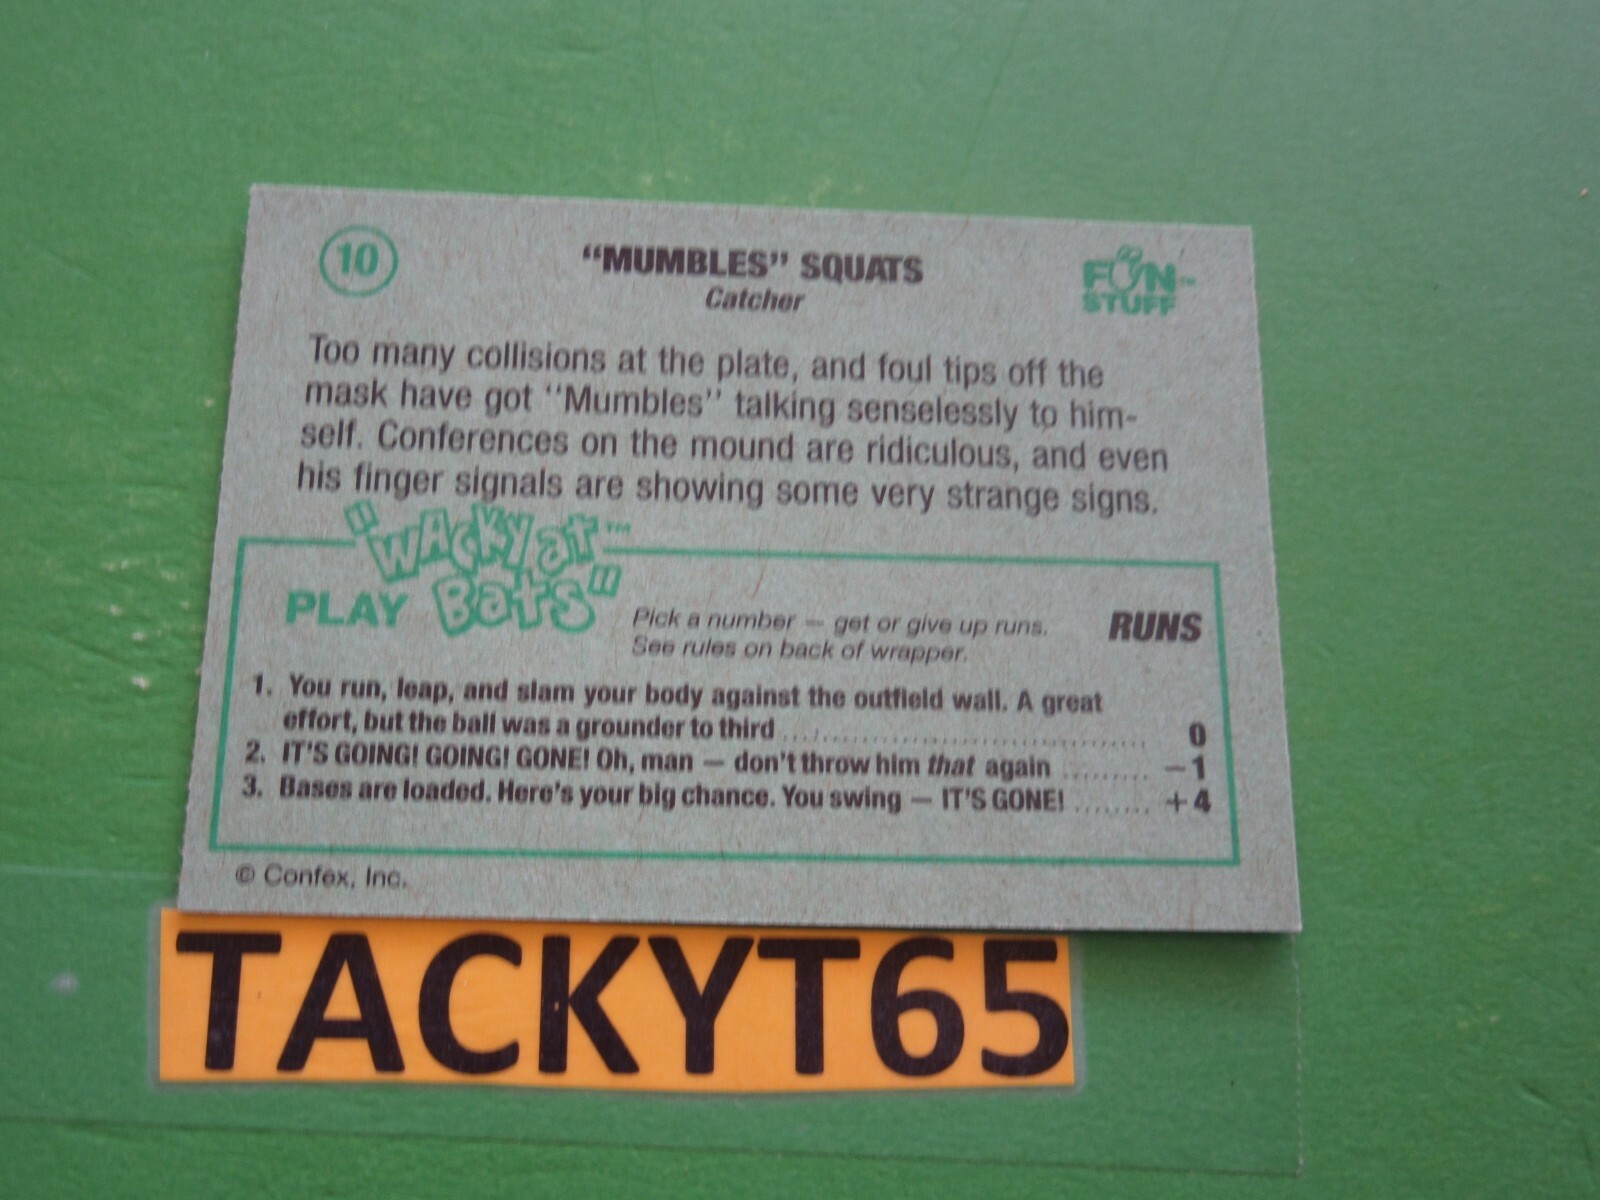 10
"MUMBLES" SQUATS
Catcher
FUN™
STUFF
Too many collisions at the plate, and foul tips off the
mask have got "Mumbles" talking senselessly to him-
self. Conferences on the mound are ridiculous, and even
his finger signals are showing some very strange signs.
PLAY "WACKY at™
Bats"
Pick a number — get or give up runs.
See rules on back of wrapper.
RUNS
1. You run, leap, and slam your body against the outfield wall. A great
effort, but the ball was a grounder to third .................................... 0
2. IT'S GOING! GOING! GONE! Oh, man — don't throw him that again ......... −1
3. Bases are loaded. Here's your big chance. You swing — IT'S GONE! ........ +4
© Confex, Inc.
TACKYT65